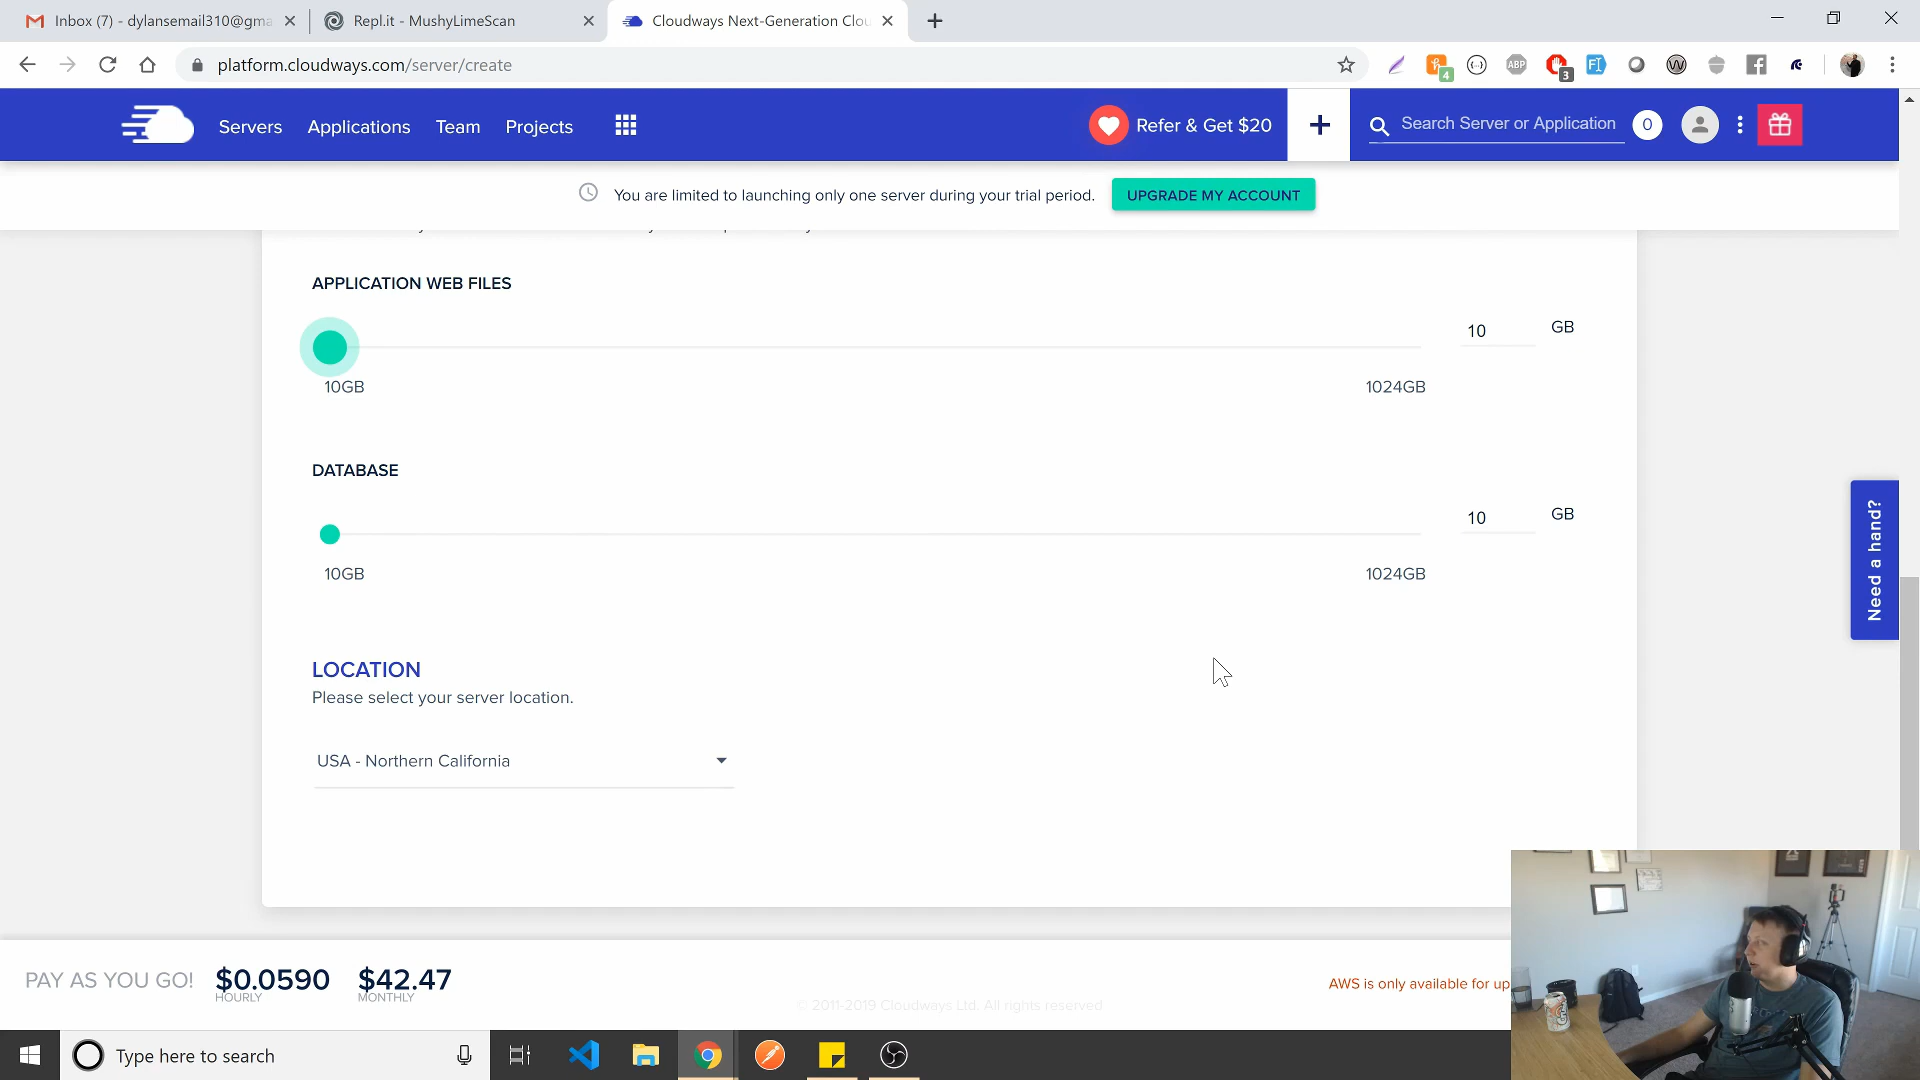 Inbox (7) - dylansemail310@gma
Repl.it - MushyLimeScan
Cloudways Next-Generation Clou
platform.cloudways.com/server/create
4
ABP
3
Servers
Applications
Team
Projects
Refer & Get $20
+
Search Server or Application
0
You are limited to launching only one server during your trial period.
UPGRADE MY ACCOUNT
APPLICATION WEB FILES
10
GB
10GB
1024GB
DATABASE
10
GB
10GB
1024GB
Need a hand?
LOCATION
Please select your server location.
USA - Northern California
PAY AS YOU GO!
$0.0590
HOURLY
$42.47
MONTHLY
© 2011-2019 Cloudways Ltd. All rights reserved
AWS is only available for up
Type here to search